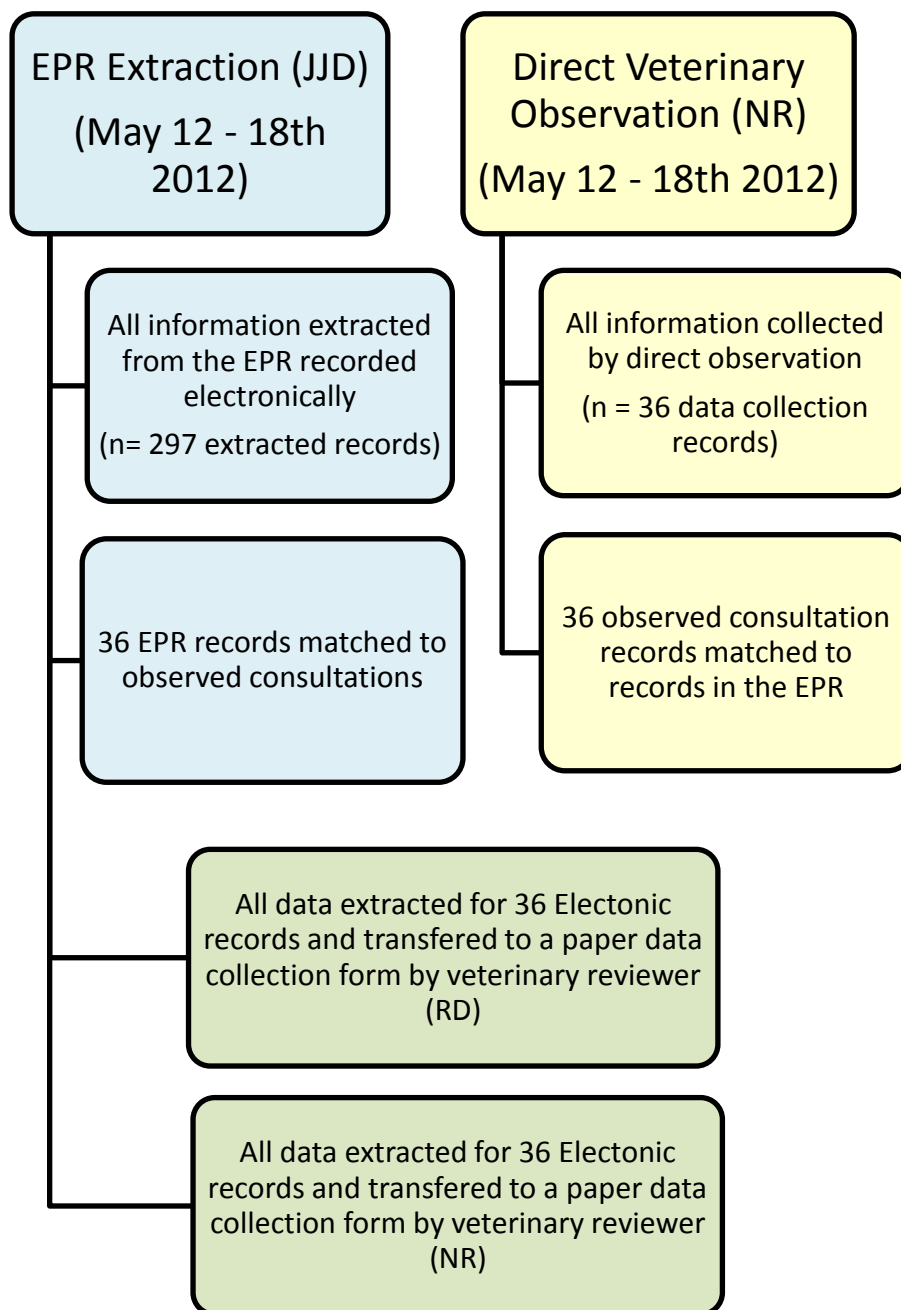 EPR Extraction (JJD)
(May 12 - 18th
2012)
Direct Veterinary
Observation (NR)
(May 12 - 18th 2012)
All information extracted
from the EPR recorded
electronically
(n= 297 extracted records)
All information collected
by direct observation
(n = 36 data collection
records)
36 EPR records matched to
observed consultations
36 observed consultation
records matched to
records in the EPR
All data extracted for 36 Electonic
records and transfered to a paper data
collection form by veterinary reviewer
(RD)
All data extracted for 36 Electonic
records and transfered to a paper data
collection form by veterinary reviewer
(NR)